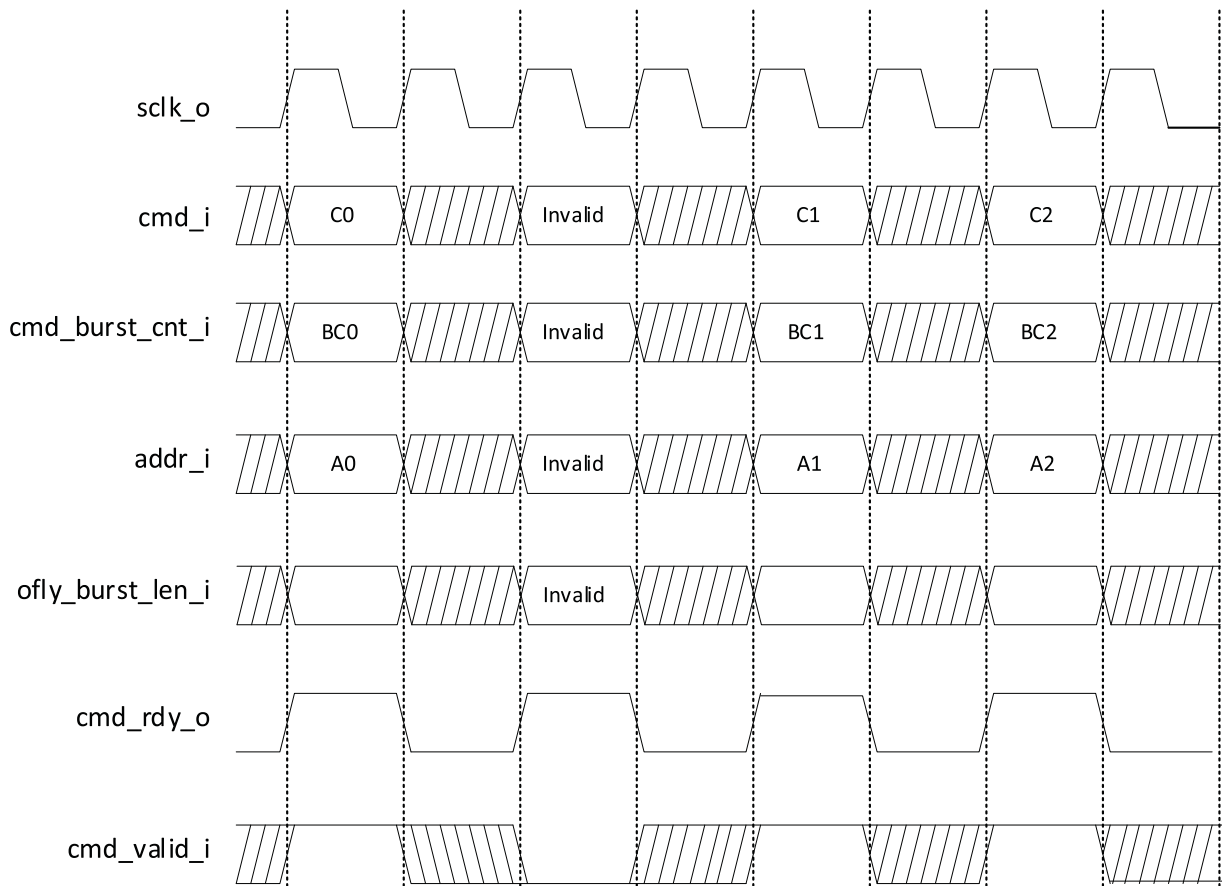 sclk_o
cmd_i
C0 Invalid C1 C2
cmd_burst_cnt_i
BC0 Invalid BC1 BC2
addr_i
A0 Invalid A1 A2
ofly_burst_len_i
Invalid
cmd_rdy_o
cmd_valid_i